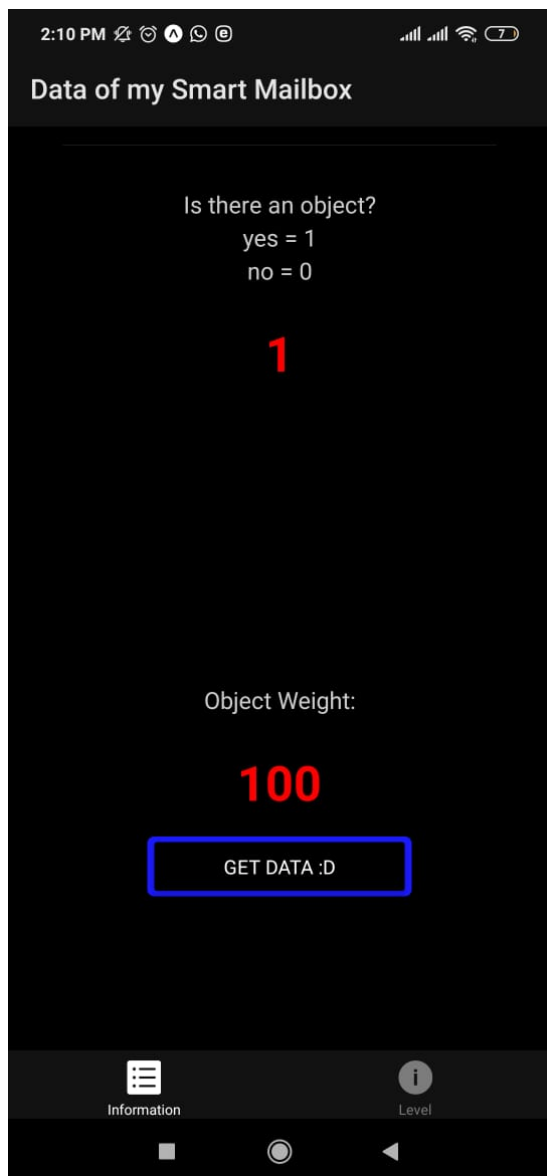 2:10 PM
7
Data of my Smart Mailbox
Is there an object?
yes = 1
no = 0
1
Object Weight:
100
GET DATA :D
Information
Level